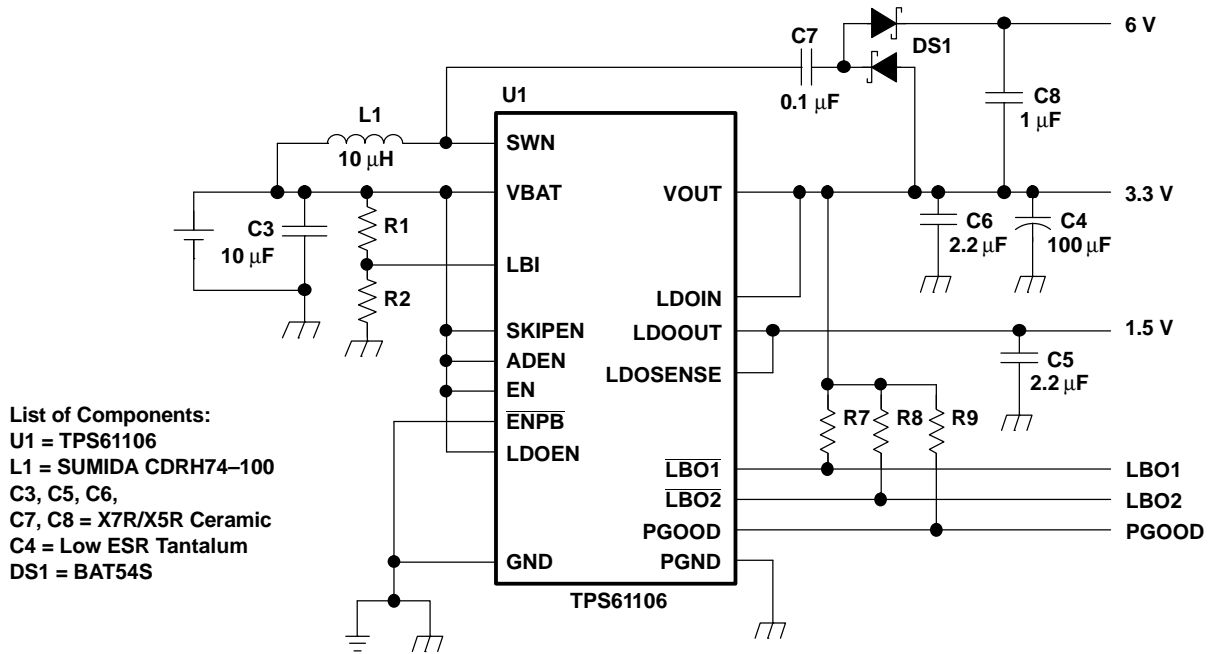 6 V
C7
DS1
0.1 μF
C8
1 μF
U1
L1
10 μH
SWN
VBAT
VOUT
3.3 V
C3
10 μF
R1
C6
2.2 μF
C4
100 μF
LBI
R2
LDOIN
SKIPEN
LDOOUT
1.5 V
ADEN
LDOSENSE
C5
2.2 μF
EN
ENPB
R7
R8
R9
LDOEN
LBO1
LBO1
LBO2
LBO2
PGOOD
PGOOD
GND
PGND
TPS61106
List of Components:
U1 = TPS61106
L1 = SUMIDA CDRH74–100
C3, C5, C6,
C7, C8 = X7R/X5R Ceramic
C4 = Low ESR Tantalum
DS1 = BAT54S